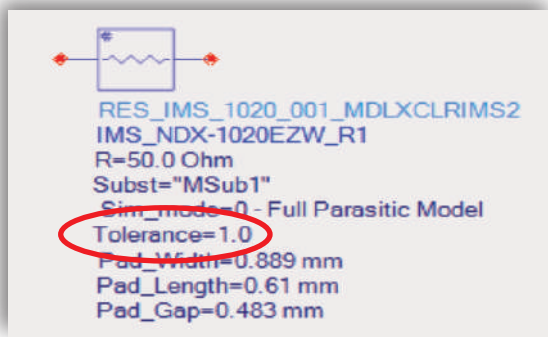 RES_IMS_1020_001_MDLXCLRIMS2
IMS_NDX-1020EZW_R1
R=50.0 Ohm
Subst="MSub1"
Sim_mode=0 - Full Parasitic Model
Tolerance=1.0
Pad_Width=0.889 mm
Pad_Length=0.61 mm
Pad_Gap=0.483 mm